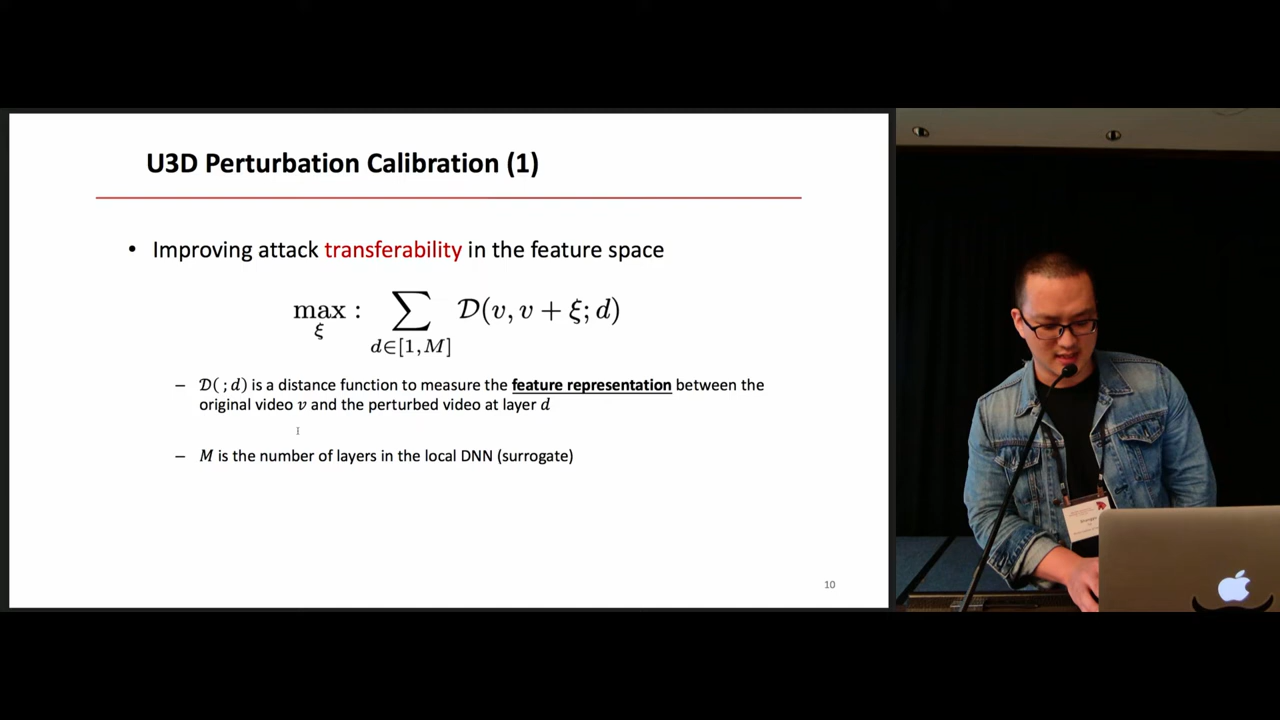 U3D Perturbation Calibration (1)
• Improving attack transferability in the feature space
max ξ : ∑ d∈[1,M] 𝒟(v, v + ξ; d)
– 𝒟( ; d) is a distance function to measure the feature representation between the
original video v and the perturbed video at layer d
– M is the number of layers in the local DNN (surrogate)
10